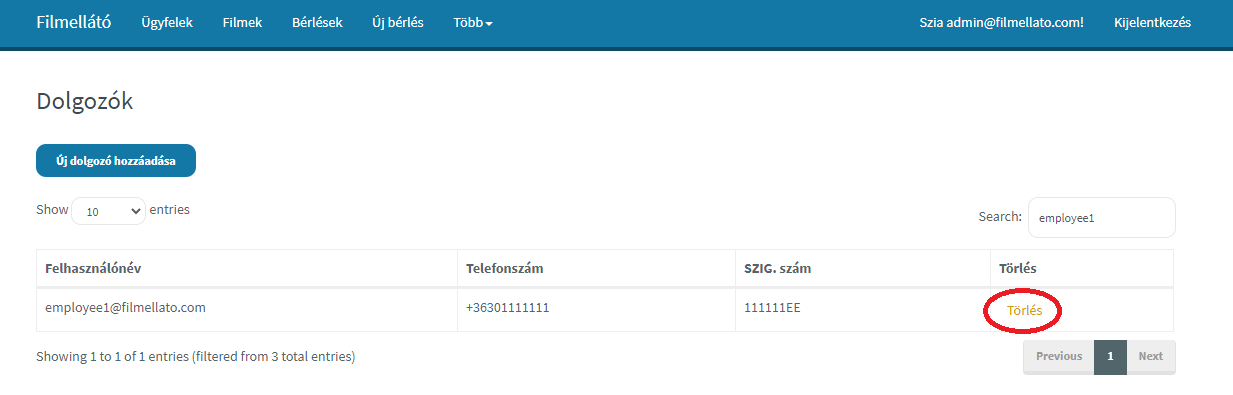 Filmellátó Ügyfelek Filmek Bérlések Új bérlés Több Szia admin@filmellato.com! Kijelentkezés
Dolgozók
Új dolgozó hozzáadása
Show 10 entries
Search: employee1
Felhasználónév Telefonszám SZIG. szám Törlés
employee1@filmellato.com +36301111111 111111EE Törlés
Showing 1 to 1 of 1 entries (filtered from 3 total entries)
Previous 1 Next